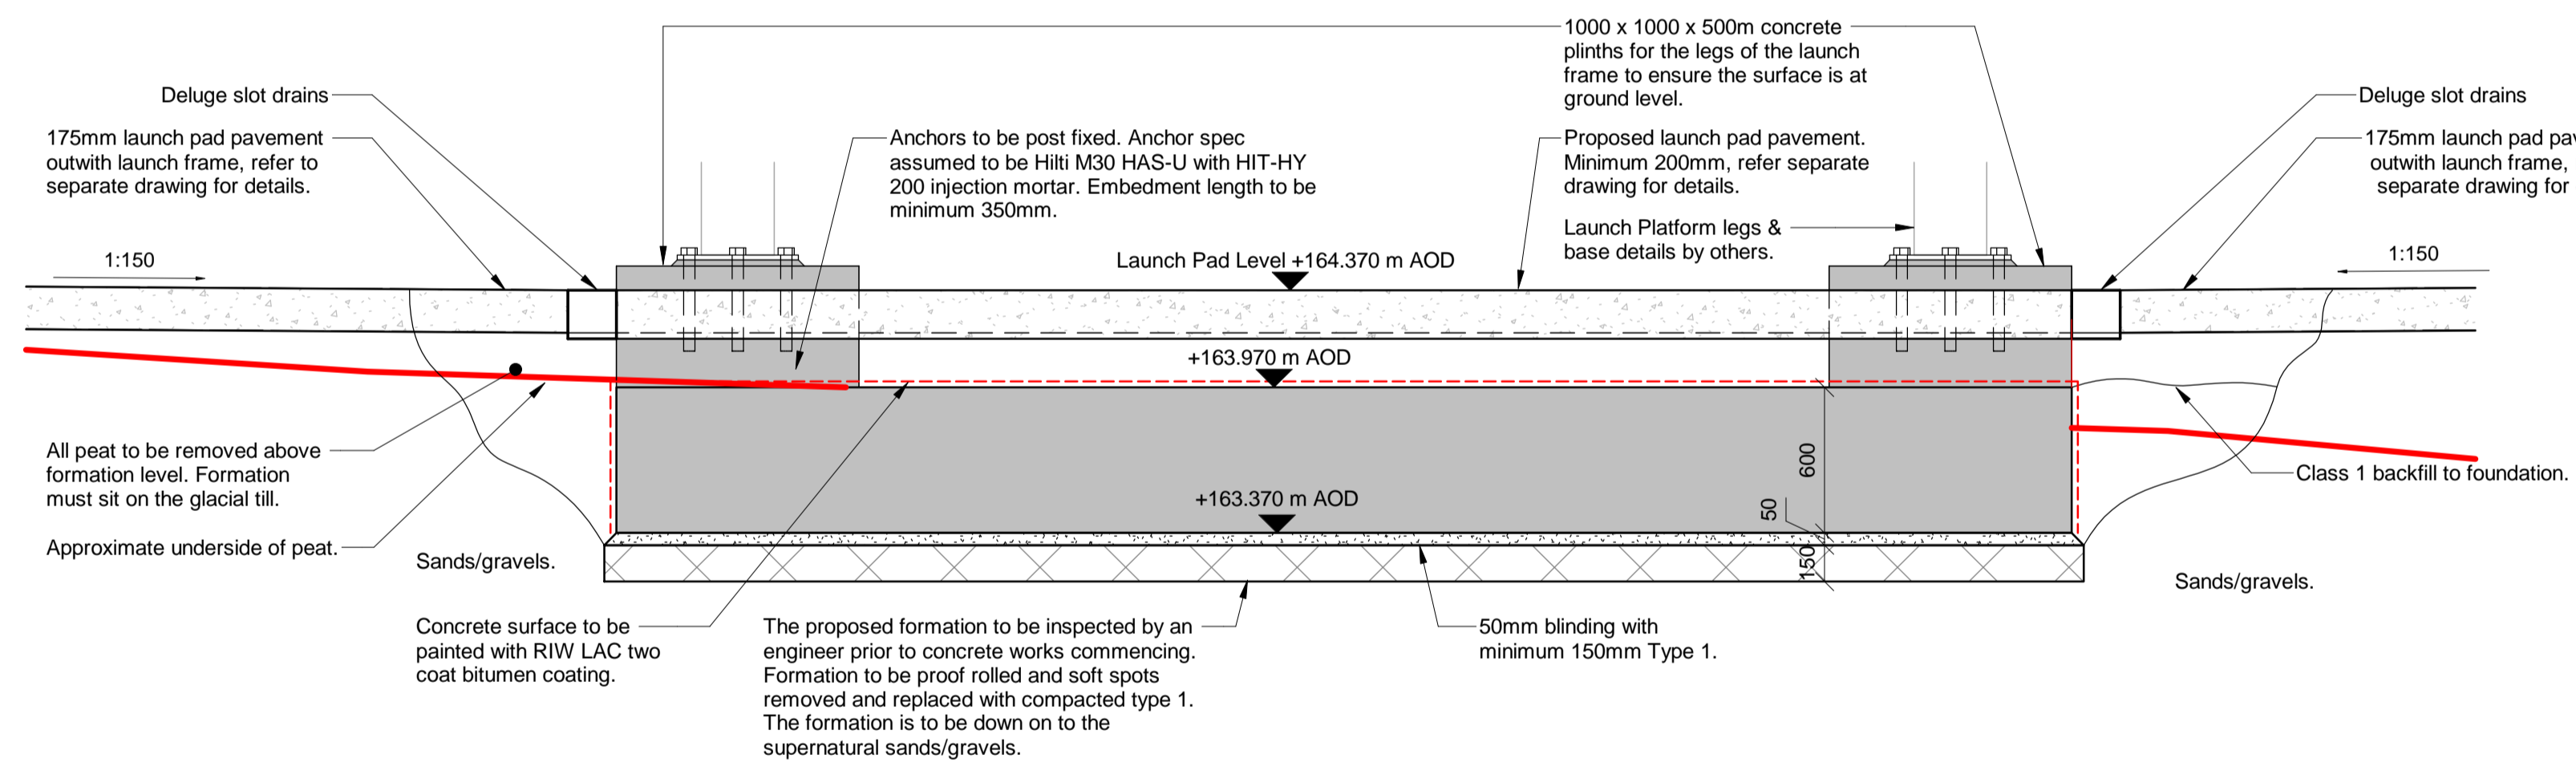 1000 x 1000 x 500m concrete
plinths for the legs of the launch
frame to ensure the surface is at
ground level.
Deluge slot drains
175mm launch pad pavement
outwith launch frame, refer to
separate drawing for details.
Anchors to be post fixed. Anchor spec
assumed to be Hilti M30 HAS-U with HIT-HY
200 injection mortar. Embedment length to be
minimum 350mm.
Proposed launch pad pavement.
Minimum 200mm, refer separate
drawing for details.
Launch Platform legs &
base details by others.
Deluge slot drains
175mm launch pad pav
outwith launch frame,
separate drawing for
1:150
Launch Pad Level +164.370 m AOD
1:150
+163.970 m AOD
All peat to be removed above
formation level. Formation
must sit on the glacial till.
Approximate underside of peat.
Sands/gravels.
+163.370 m AOD
600
50
150
Class 1 backfill to foundation.
Sands/gravels.
Concrete surface to be
painted with RIW LAC two
coat bitumen coating.
The proposed formation to be inspected by an
engineer prior to concrete works commencing.
Formation to be proof rolled and soft spots
removed and replaced with compacted type 1.
The formation is to be down on to the
supernatural sands/gravels.
50mm blinding with
minimum 150mm Type 1.